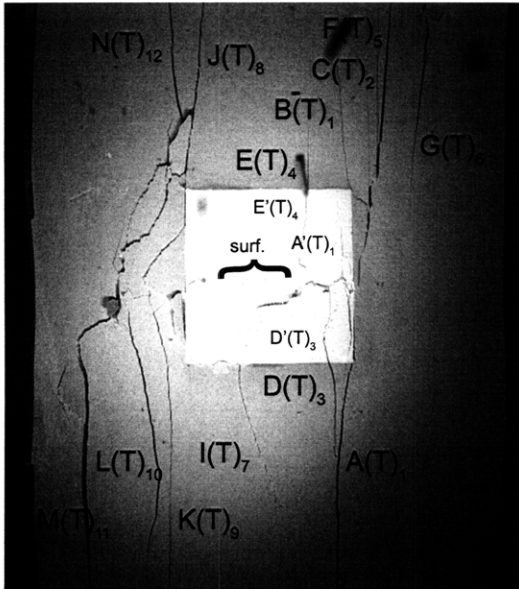 N(T)₁₂
J(T)₈
F(T)₅
C(T)₂
B(T)₁
G(T)₆
E(T)₄
E'(T)₄
A'(T)₁
surf.
D'(T)₃
D(T)₃
L(T)₁₀
I(T)₇
A(T)₁
M(T)₁₁
K(T)₉